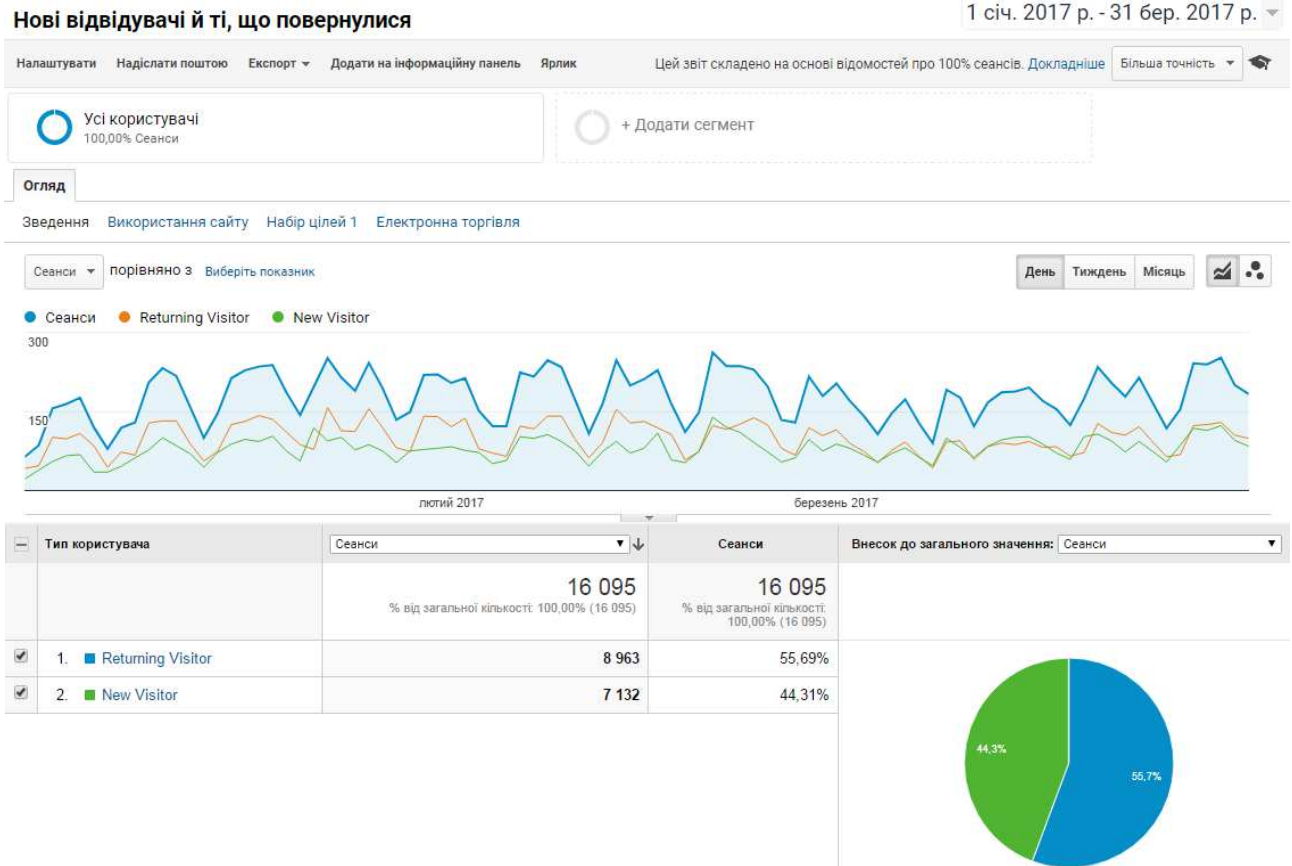 Нові відвідувачі й ті, що повернулися
1 січ. 2017 р. - 31 бер. 2017 р.
Налаштувати Надіслати поштою Експорт Додати на інформаційну панель Ярлик Цей звіт складено на основі відомостей про 100% сеансів. Докладніше Більша точність
Усі користувачі
100,00% Сеанси
+ Додати сегмент
Огляд
Зведення Використання сайту Набір цілей 1 Електронна торгівля
Сеанси порівняно з Виберіть показник День Тиждень Місяць
Сеанси Returning Visitor New Visitor
300
150
лютий 2017 березень 2017
Тип користувача Сеанси Сеанси Внесок до загального значення: Сеанси
16 095 16 095
% від загальної кількості: 100,00% (16 095) % від загальної кількості:
100,00% (16 095)
1. Returning Visitor 8 963 55,69%
2. New Visitor 7 132 44,31%
44,3%
55,7%